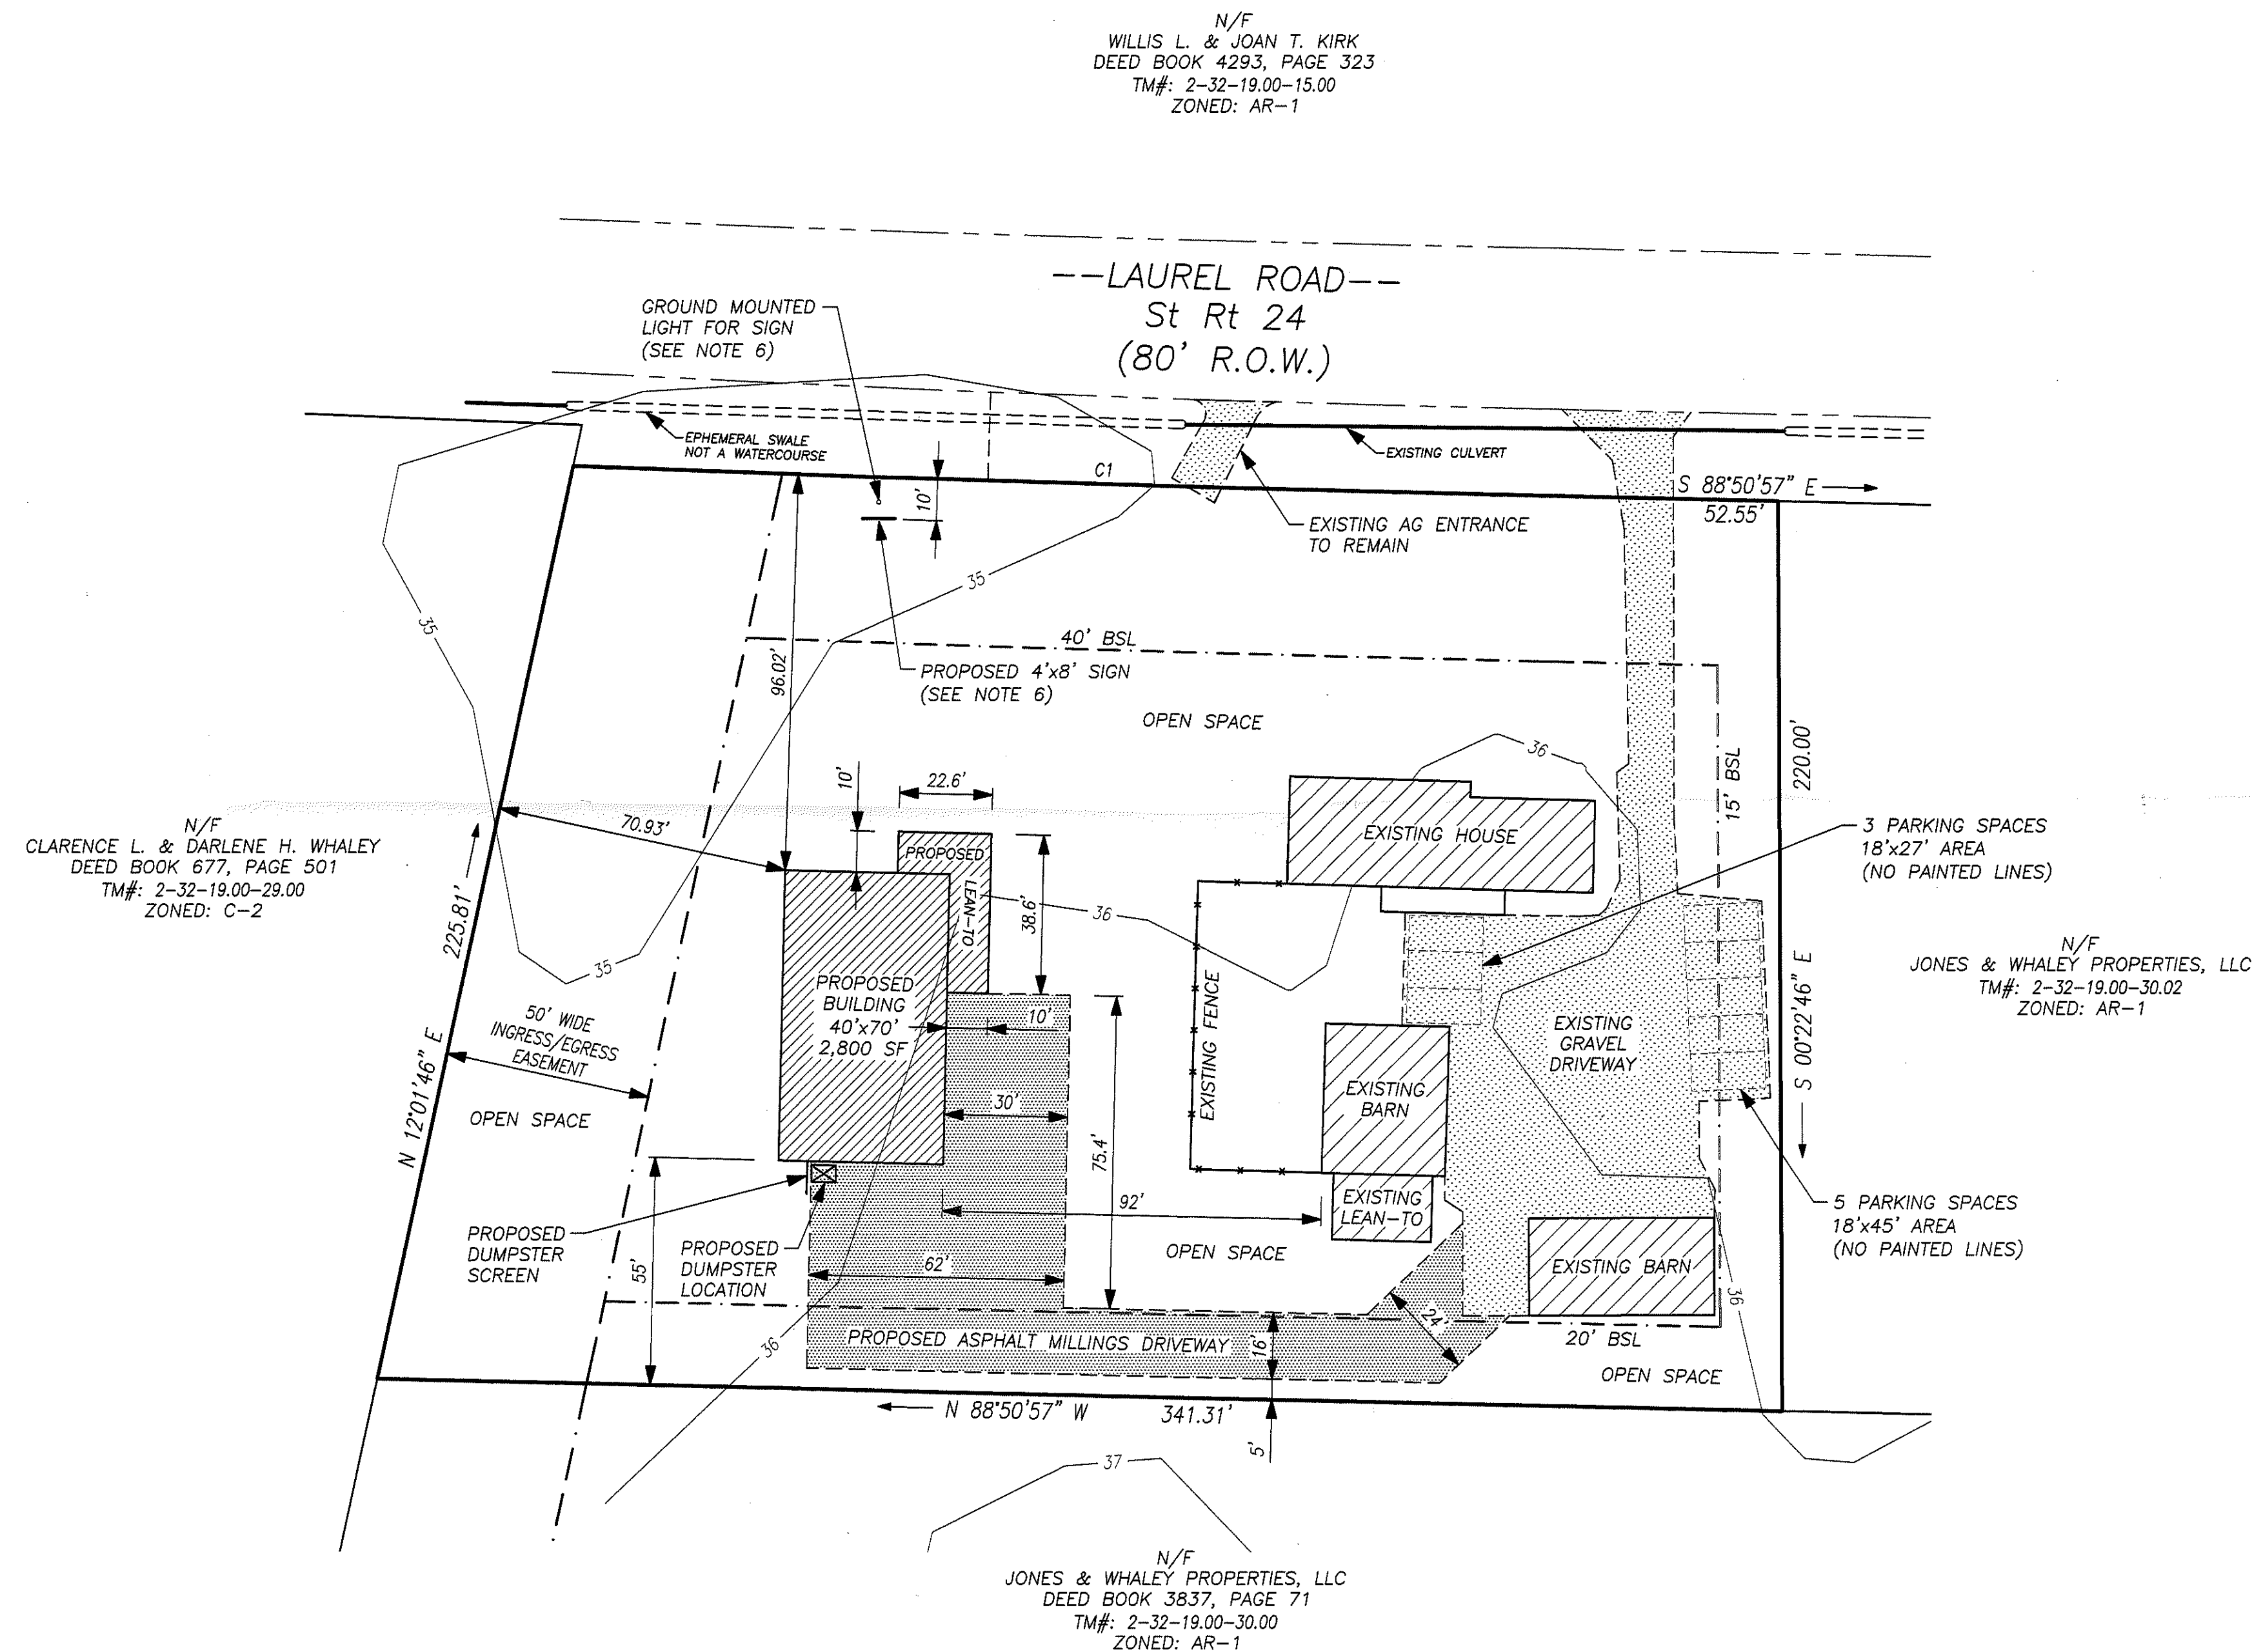 N/F
WILLIS L. & JOAN T. KIRK
DEED BOOK 4293, PAGE 323
TM#: 2-32-19.00-15.00
ZONED: AR-1
--LAUREL ROAD--
St Rt 24
(80' R.O.W.)
GROUND MOUNTED
LIGHT FOR SIGN
(SEE NOTE 6)
EPHEMERAL SWALE
NOT A WATERCOURSE
C1
EXISTING CULVERT
S 88°50'57" E
52.55'
10'
EXISTING AG ENTRANCE
TO REMAIN
35
35
40' BSL
96.02'
PROPOSED 4'x8' SIGN
(SEE NOTE 6)
OPEN SPACE
36
15' BSL
220.00'
10'
22.6'
N/F
CLARENCE L. & DARLENE H. WHALEY
DEED BOOK 677, PAGE 501
TM#: 2-32-19.00-29.00
ZONED: C-2
70.93'
PROPOSED
LEAN-TO
38.6'
EXISTING HOUSE
3 PARKING SPACES
18'x27' AREA
(NO PAINTED LINES)
225.81'
36
35
N/F
JONES & WHALEY PROPERTIES, LLC
TM#: 2-32-19.00-30.02
ZONED: AR-1
PROPOSED
BUILDING
40'x70'
2,800 SF
10'
50' WIDE
INGRESS/EGRESS
EASEMENT
EXISTING FENCE
EXISTING
GRAVEL
DRIVEWAY
S 00°22'46" E
N 12°01'46" E
OPEN SPACE
30'
75.4'
EXISTING
BARN
92'
EXISTING
LEAN-TO
5 PARKING SPACES
18'x45' AREA
(NO PAINTED LINES)
PROPOSED
DUMPSTER
SCREEN
PROPOSED
DUMPSTER
LOCATION
55'
62'
OPEN SPACE
EXISTING BARN
36
36
PROPOSED ASPHALT MILLINGS DRIVEWAY
16'
24'
20' BSL
OPEN SPACE
N 88°50'57" W
341.31'
5'
37
N/F
JONES & WHALEY PROPERTIES, LLC
DEED BOOK 3837, PAGE 71
TM#: 2-32-19.00-30.00
ZONED: AR-1